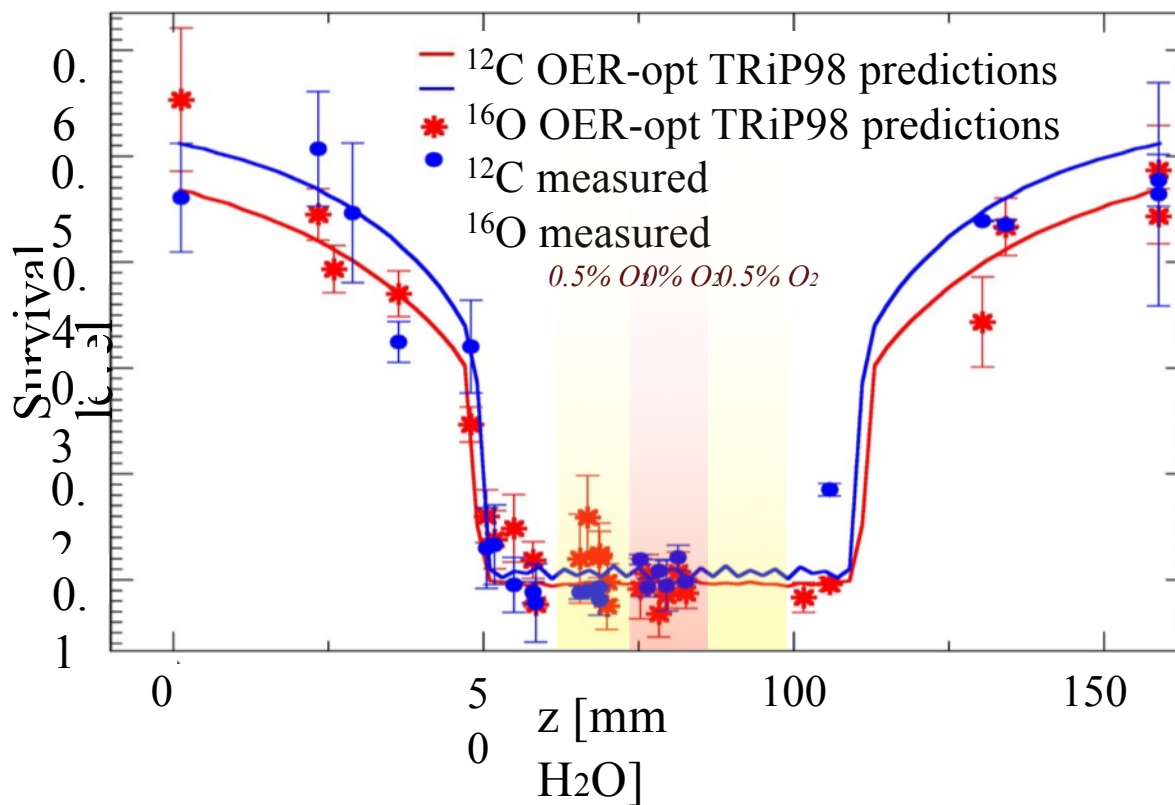 ¹²C OER-opt TRiP98 predictions
¹⁶O OER-opt TRiP98 predictions
¹²C measured
¹⁶O measured
0.5% O₂ 0% O₂ 0.5% O₂
Survival
0.
6
0.
5
0.
4
0.
3
0.
2
0.
1
0
5
0
100
150
z [mm
H₂O]